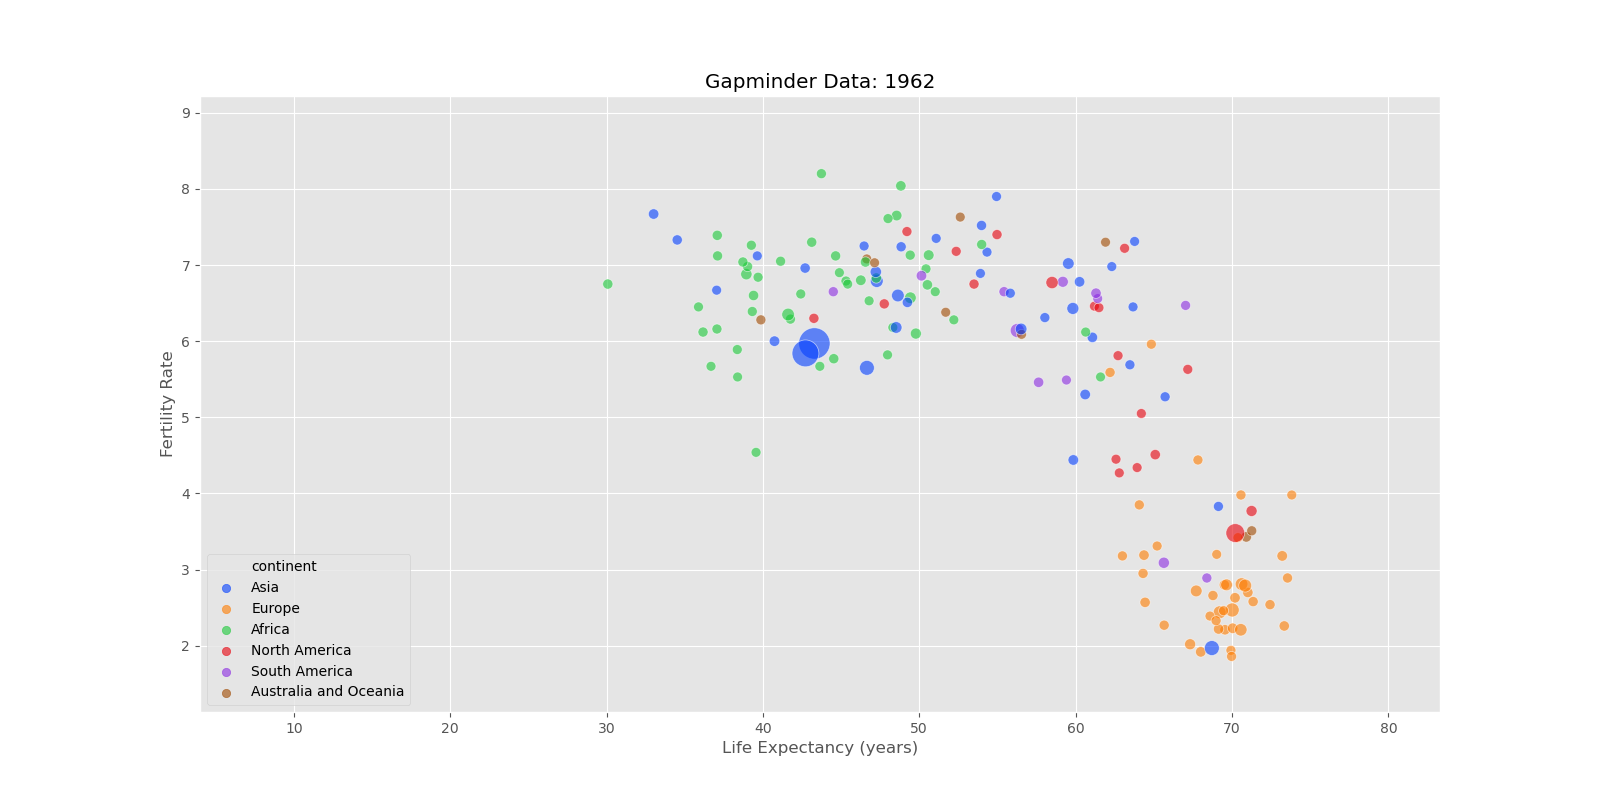 Gapminder Data: 1962
9
8
7
6
5
4
3
2
Fertility Rate
continent
Asia
Europe
Africa
North America
South America
Australia and Oceania
10 20 30 40 50 60 70 80
Life Expectancy (years)